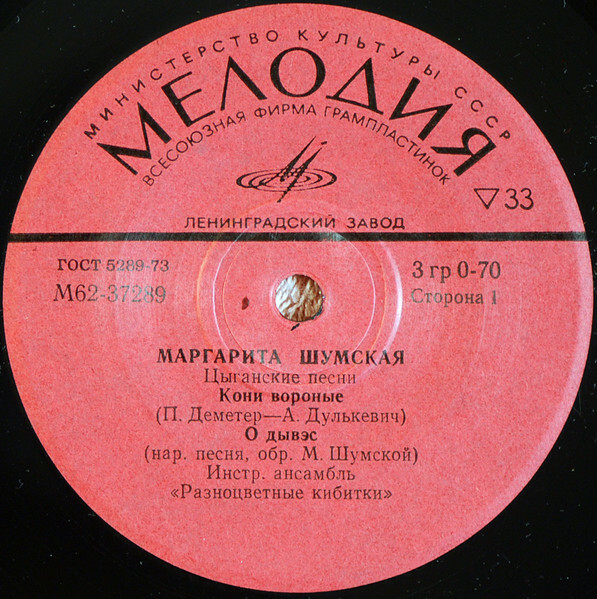 МИНИСТЕРСТВО КУЛЬТУРЫ СССР
МЕЛОДИЯ
ВСЕСОЮЗНАЯ ФИРМА ГРАМПЛАСТИНОК
▽33
ЛЕНИНГРАДСКИЙ ЗАВОД
ГОСТ 5289-73
3 гр 0-70
М62-37289
Сторона 1
МАРГАРИТА ШУМСКАЯ
Цыганские песни
Кони вороные
(П. Деметер—А. Дулькевич)
О дывэс
(нар. песня, обр. М. Шумской)
Инстр. ансамбль
«Разноцветные кибитки»